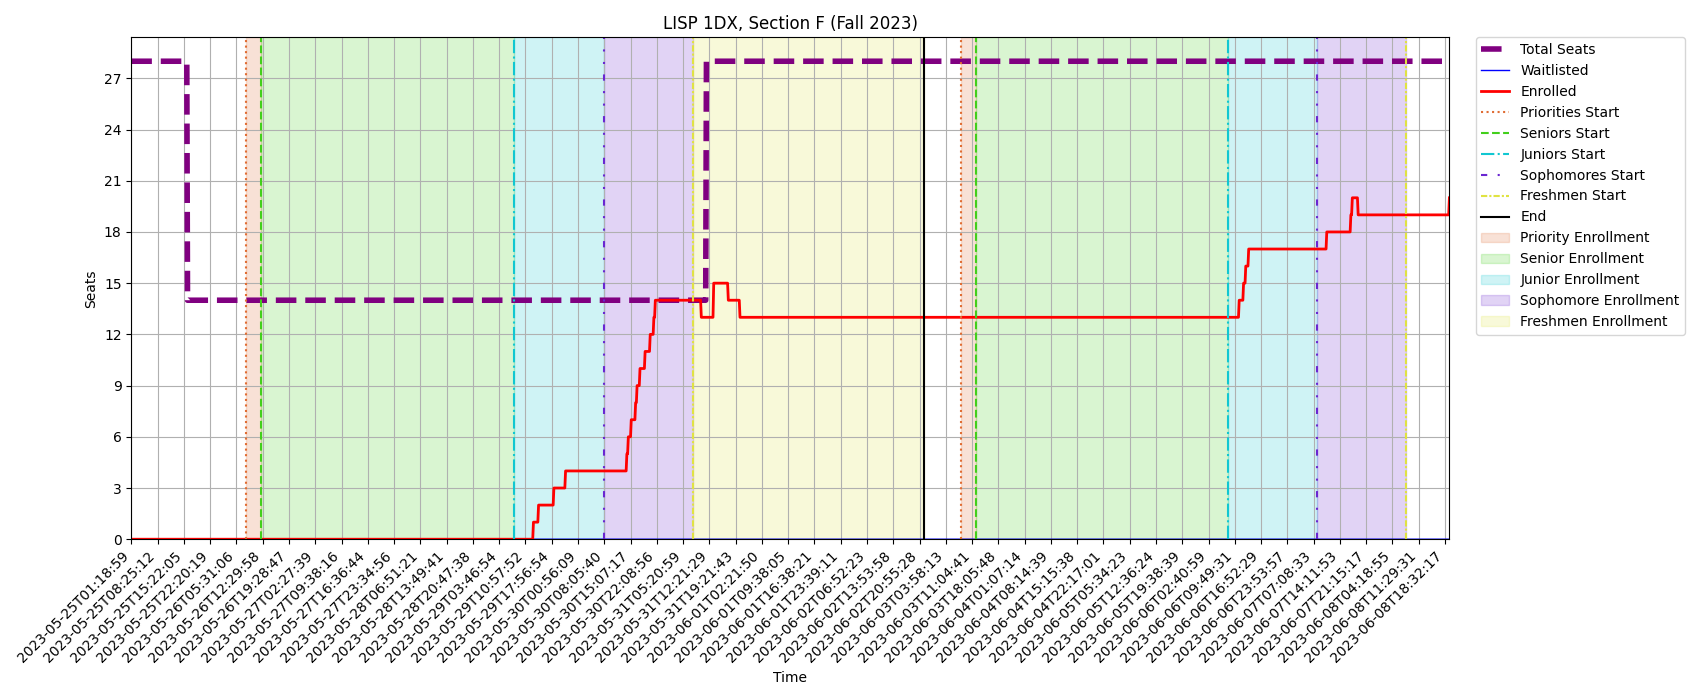 LISP 1DX, Section F (Fall 2023)
Total Seats
Waitlisted
Enrolled
Priorities Start
Seniors Start
Juniors Start
Sophomores Start
Freshmen Start
End
Priority Enrollment
Senior Enrollment
Junior Enrollment
Sophomore Enrollment
Freshmen Enrollment
Seats
27
24
21
18
15
12
9
6
3
0
2023-05-25T01:18:59
2023-05-25T08:25:12
2023-05-25T15:22:05
2023-05-25T22:20:19
2023-05-26T05:31:06
2023-05-26T12:29:58
2023-05-26T19:28:47
2023-05-27T02:27:39
2023-05-27T09:38:16
2023-05-27T16:36:44
2023-05-27T23:34:56
2023-05-28T06:51:21
2023-05-28T13:49:41
2023-05-28T20:47:38
2023-05-29T03:46:54
2023-05-29T10:57:52
2023-05-29T17:56:54
2023-05-30T00:56:09
2023-05-30T08:05:40
2023-05-30T15:07:17
2023-05-30T22:08:56
2023-05-31T05:20:59
2023-05-31T12:21:29
2023-05-31T19:21:43
2023-06-01T02:21:50
2023-06-01T09:38:05
2023-06-01T16:38:21
2023-06-01T23:39:11
2023-06-02T06:52:23
2023-06-02T13:53:58
2023-06-02T20:55:28
2023-06-03T03:58:13
2023-06-03T11:04:41
2023-06-03T18:05:48
2023-06-04T01:07:14
2023-06-04T08:14:39
2023-06-04T15:15:38
2023-06-04T22:17:01
2023-06-05T05:34:23
2023-06-05T12:36:24
2023-06-05T19:38:39
2023-06-06T02:40:59
2023-06-06T09:49:31
2023-06-06T16:52:29
2023-06-06T23:53:57
2023-06-07T07:08:33
2023-06-07T14:11:53
2023-06-07T21:15:17
2023-06-08T04:18:55
2023-06-08T11:29:31
2023-06-08T18:32:17
Time